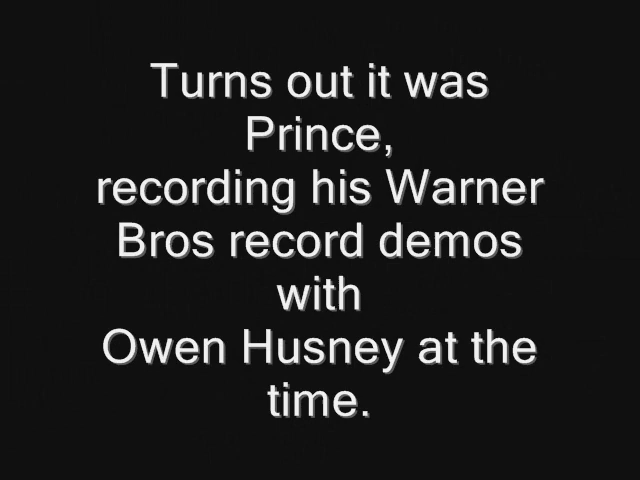 Turns out it was
Prince,
recording his Warner
Bros record demos
with
Owen Husney at the
time.